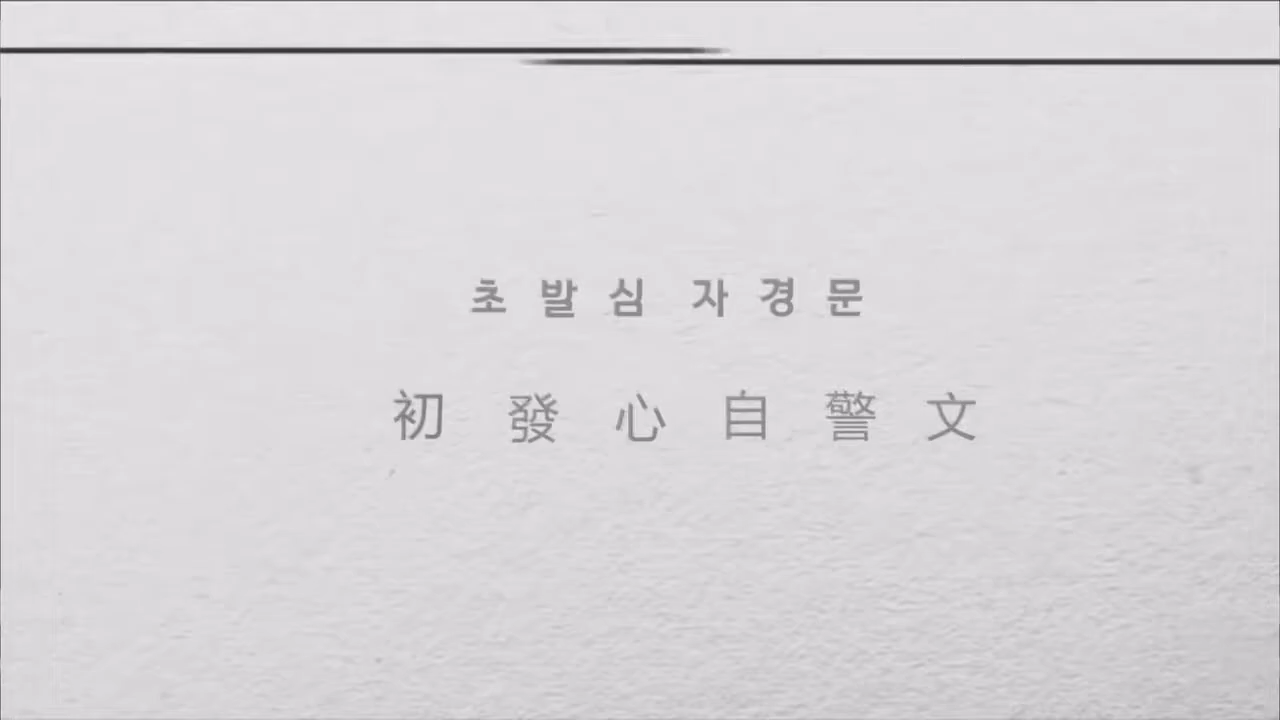 초 발 심 자 경 문
初 發 心 自 警 文